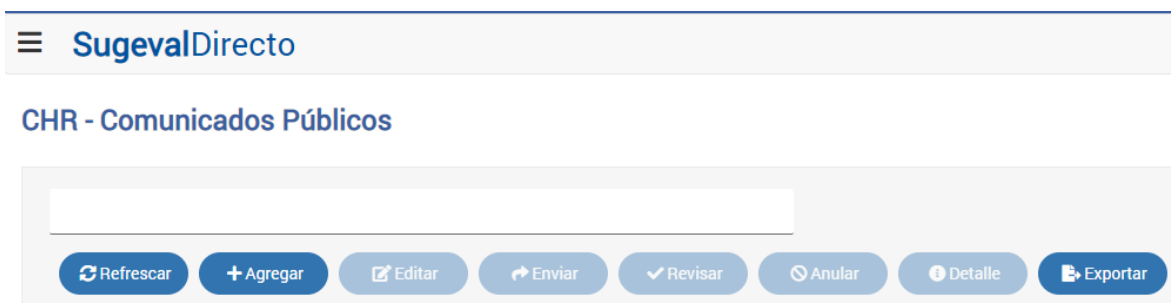 SugevalDirecto
CHR - Comunicados Públicos
Refrescar Agregar Editar Enviar Revisar Anular Detalle Exportar